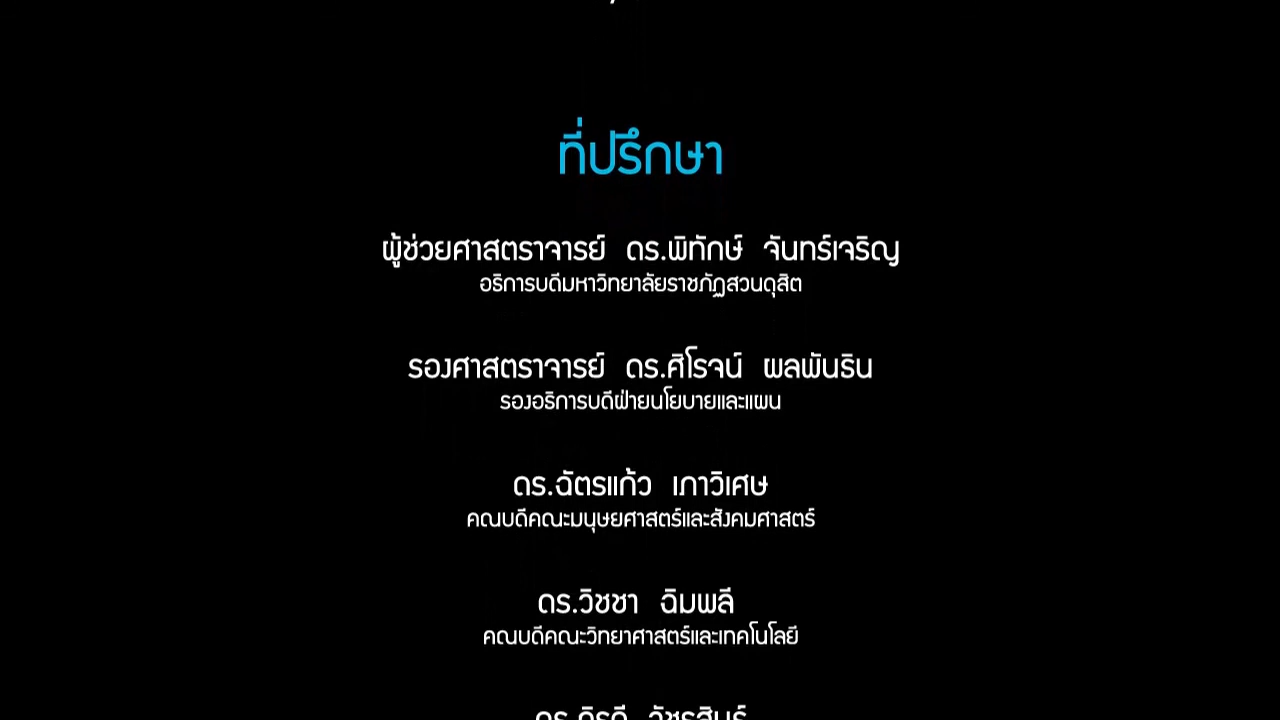 ที่ปรึกษา
ผู้ช่วยศาสตราจารย์ ดร.พิทักษ์ จันทร์เจริญ
อธิการบดีมหาวิทยาลัยราชภัฏสวนดุสิต
รองศาสตราจารย์ ดร.ศิโรจน์ ผลพันธิน
รองอธิการบดีฝ่ายนโยบายและแผน
ดร.ฉัตรแก้ว เภาวิเศษ
คณบดีคณะมนุษยศาสตร์และสังคมศาสตร์
ดร.วิชชา ฉิมพลี
คณบดีคณะวิทยาศาสตร์และเทคโนโลยี
ดร.